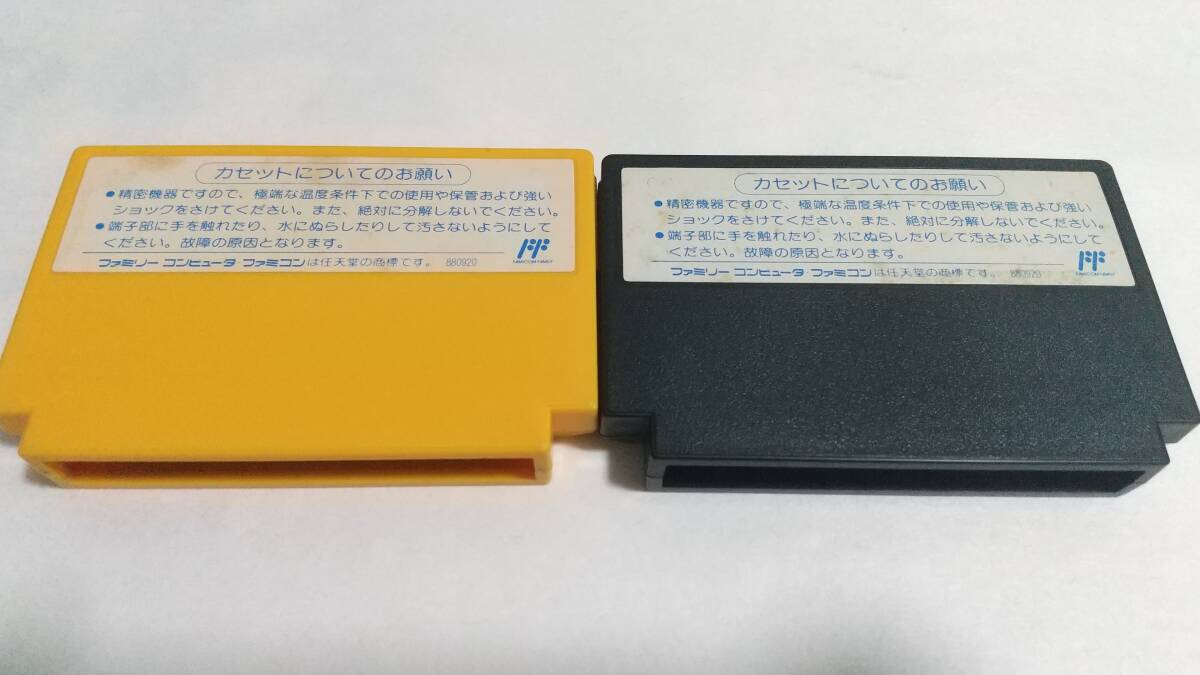 カセットについてのお願い
●精密機器ですので、極端な温度条件下での使用や保管および強い
ショックをさけてください。また、絶対に分解しないでください。
●端子部に手を触れたり、水にぬらしたりして汚さないようにして
ください。故障の原因となります。
FAMICOM FAMILY
ファミリー コンピュータ・ファミコンは任天堂の商標です。 880920
カセットについてのお願い
●精密機器ですので、極端な温度条件下での使用や保管および強い
ショックをさけてください。また、絶対に分解しないでください。
●端子部に手を触れたり、水にぬらしたりして汚さないようにして
ください。故障の原因となります。
FAMICOM FAMILY
ファミリー コンピュータ・ファミコンは任天堂の商標です。 880920